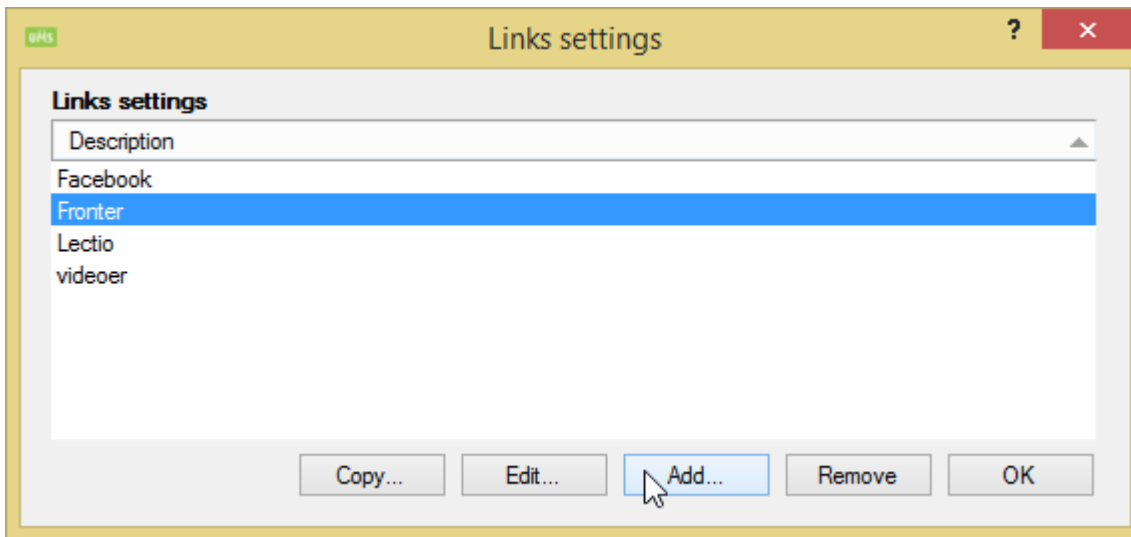 uMs
Links settings
?
Links settings
Description
Facebook
Fronter
Lectio
videoer
Copy... Edit... Add... Remove OK